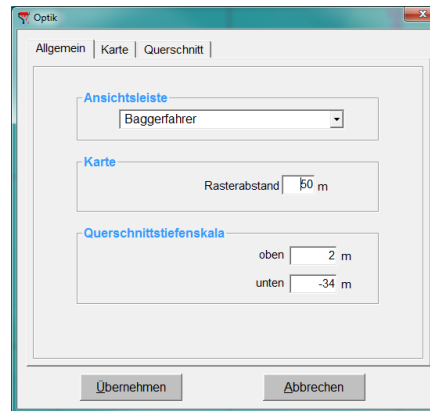 Optik
Allgemein Karte Querschnitt
Ansichtsleiste
Baggerfahrer
Karte
Rasterabstand 50 m
Querschnittstiefenskala
oben 2 m
unten -34 m
Übernehmen Abbrechen